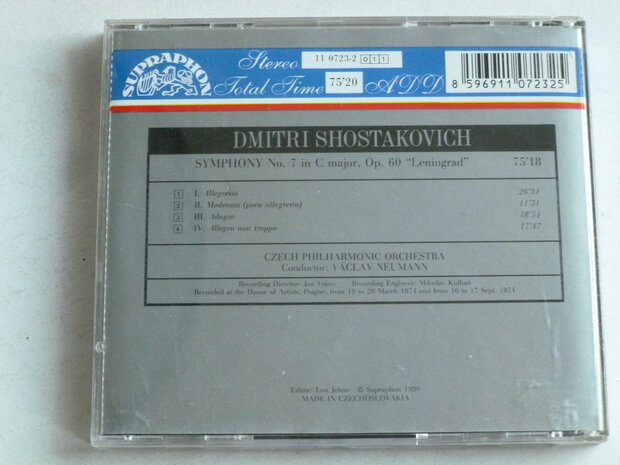 SUPRAPHON
Stereo 11 0723-2 011
Total Time 75'20 ADD
8 596911 072325
DMITRI SHOSTAKOVICH
SYMPHONY No. 7 in C major, Op. 60 "Leningrad" 75'18
1 I. Allegretto 26'34
2 II. Moderato (poco allegretto) 11'51
3 III. Adagio 18'51
4 IV. Allegro non troppo 17'47
CZECH PHILHARMONIC ORCHESTRA
Conductor: VÁCLAV NEUMANN
Recording Director: Jan Vrána Recording Engineer: Miloslav Kulhan
Recorded at the House of Artists, Prague, from 19 to 20 March 1974 and from 16 to 17 Sept. 1974
Editor: Leo Jehne © Supraphon 1990
MADE IN CZECHOSLOVAKIA